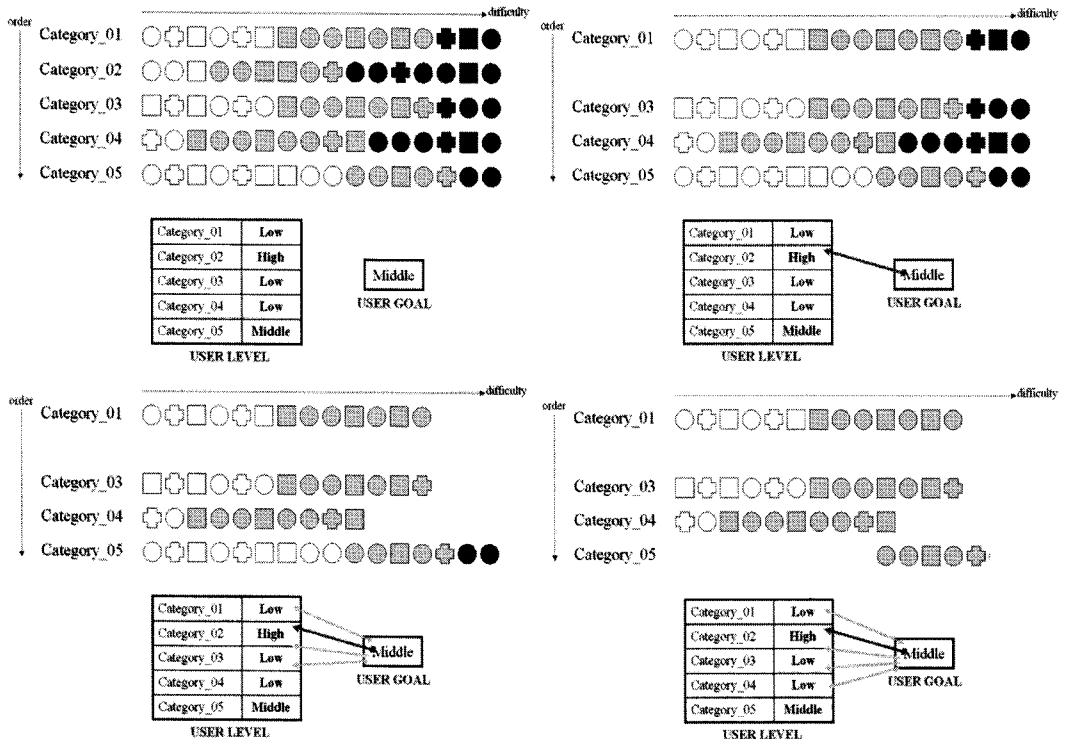 order
difficulty
Category_01
Category_02
Category_03
Category_04
Category_05
Category_01 Low
Category_02 High
Category_03 Low
Category_04 Low
Category_05 Middle
USER LEVEL
Middle
USER GOAL
order
difficulty
Category_01
Category_03
Category_04
Category_05
Category_01 Low
Category_02 High
Category_03 Low
Category_04 Low
Category_05 Middle
USER LEVEL
Middle
USER GOAL
order
difficulty
Category_01
Category_03
Category_04
Category_05
Category_01 Low
Category_02 High
Category_03 Low
Category_04 Low
Category_05 Middle
USER LEVEL
Middle
USER GOAL
order
difficulty
Category_01
Category_03
Category_04
Category_05
Category_01 Low
Category_02 High
Category_03 Low
Category_04 Low
Category_05 Middle
USER LEVEL
Middle
USER GOAL